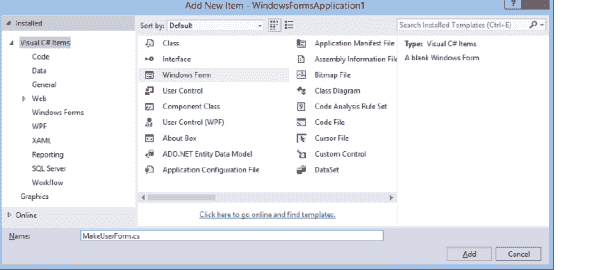 Add New Item - WindowsFormsApplication1
?
Installed
Sort by: Default
Search Installed Templates (Ctrl+E)
Visual C# Items
Code
Data
General
Web
Windows Forms
WPF
XAML
Reporting
SQL Server
Workflow
Graphics
Online
Class
Interface
Windows Form
User Control
Component Class
User Control (WPF)
About Box
ADO.NET Entity Data Model
Application Configuration File
Application Manifest File
Assembly Information File
Bitmap File
Class Diagram
Code Analysis Rule Set
Code File
Cursor File
Custom Control
DataSet
Type: Visual C# Items
A blank Windows Form
Click here to go online and find templates.
Name:
MakeUserForm.cs
Add
Cancel